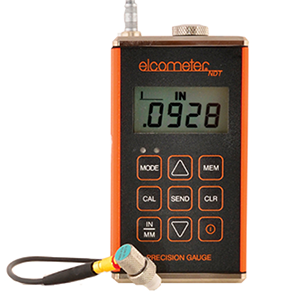 elcometer
NDT
IN
.0928
MODE
MEM
CAL SEND CLR
IN
MM
PRECISION GAUGE